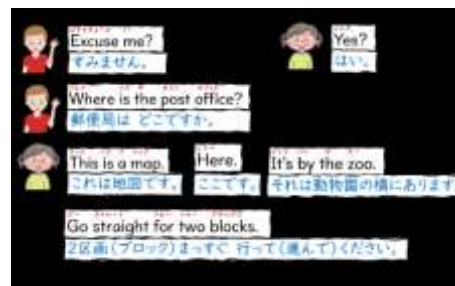 Excuse me? Yes?
すみません。 はい。
Where is the post office?
郵便局は どこですか。
This is a map. Here. It's by the zoo.
これは地図です。 ここです。 それは動物園の横にあります
Go straight for two blocks.
2区画(ブロック)まっすぐ 行って(進んで)ください。